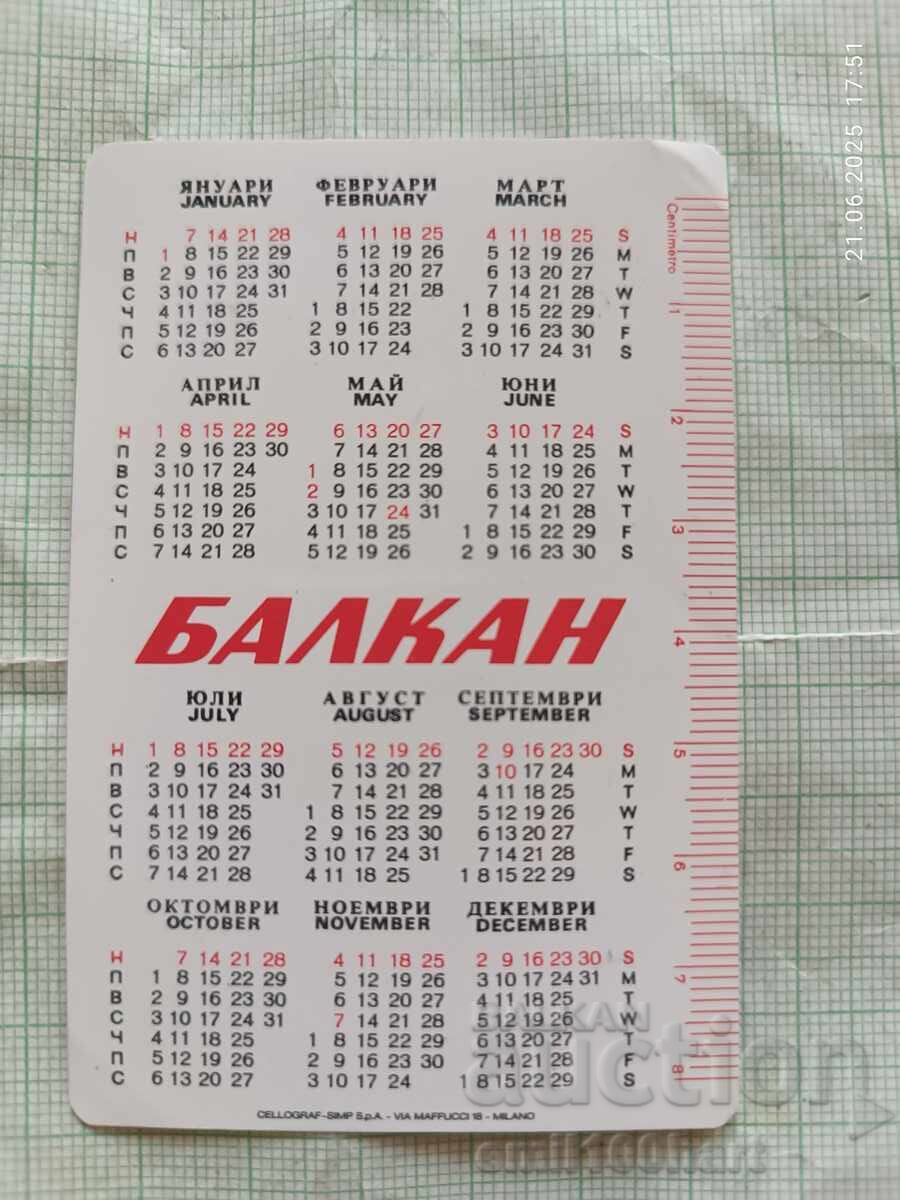 21.06.2025 17:51
ЯНУАРИ ФЕВРУАРИ МАРТ
JANUARY FEBRUARY MARCH
Н 7 14 21 28 4 11 18 25 4 11 18 25 S
П 1 8 15 22 29 5 12 19 26 5 12 19 26 M
В 2 9 16 23 30 6 13 20 27 6 13 20 27 T
С 3 10 17 24 31 7 14 21 28 7 14 21 28 W
Ч 4 11 18 25 1 8 15 22 1 8 15 22 29 T
П 5 12 19 26 2 9 16 23 2 9 16 23 30 F
С 6 13 20 27 3 10 17 24 3 10 17 24 31 S
АПРИЛ МАЙ ЮНИ
APRIL MAY JUNE
Н 1 8 15 22 29 6 13 20 27 3 10 17 24 S
П 2 9 16 23 30 7 14 21 28 4 11 18 25 M
В 3 10 17 24 1 8 15 22 29 5 12 19 26 T
С 4 11 18 25 2 9 16 23 30 6 13 20 27 W
Ч 5 12 19 26 3 10 17 24 31 7 14 21 28 T
П 6 13 20 27 4 11 18 25 1 8 15 22 29 F
С 7 14 21 28 5 12 19 26 2 9 16 23 30 S
БАЛКАН
ЮЛИ АВГУСТ СЕПТЕМВРИ
JULY AUGUST SEPTEMBER
Н 1 8 15 22 29 5 12 19 26 2 9 16 23 30 S
П 2 9 16 23 30 6 13 20 27 3 10 17 24 M
В 3 10 17 24 31 7 14 21 28 4 11 18 25 T
С 4 11 18 25 1 8 15 22 29 5 12 19 26 W
Ч 5 12 19 26 2 9 16 23 30 6 13 20 27 T
П 6 13 20 27 3 10 17 24 31 7 14 21 28 F
С 7 14 21 28 4 11 18 25 1 8 15 22 29 S
ОКТОМВРИ НОЕМВРИ ДЕКЕМВРИ
OCTOBER NOVEMBER DECEMBER
Н 7 14 21 28 4 11 18 25 2 9 16 23 30 S
П 1 8 15 22 29 5 12 19 26 3 10 17 24 31 M
В 2 9 16 23 30 6 13 20 27 4 11 18 25 T
С 3 10 17 24 31 7 14 21 28 5 12 19 26 W
Ч 4 11 18 25 1 8 15 22 29 6 13 20 27 T
П 5 12 19 26 2 9 16 23 30 7 14 21 28 F
С 6 13 20 27 3 10 17 24 1 8 15 22 29 S
CELLOGRAF-SIMP S.p.A. - VIA MAFFUCCI 18 - MILANO
Centimetro
1
2
3
4
5
6
7
8
BALKAN
auction
emil100hart